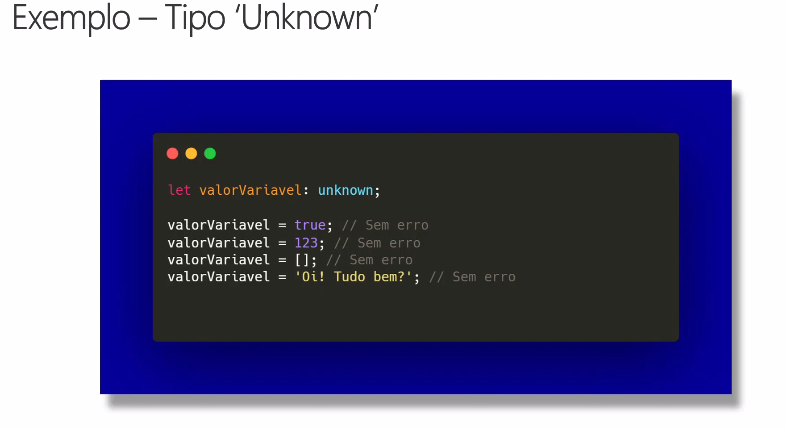 Exemplo – Tipo ‘Unknown’
let valorVariavel: unknown;
valorVariavel = true; // Sem erro
valorVariavel = 123; // Sem erro
valorVariavel = []; // Sem erro
valorVariavel = 'Oi! Tudo bem?'; // Sem erro